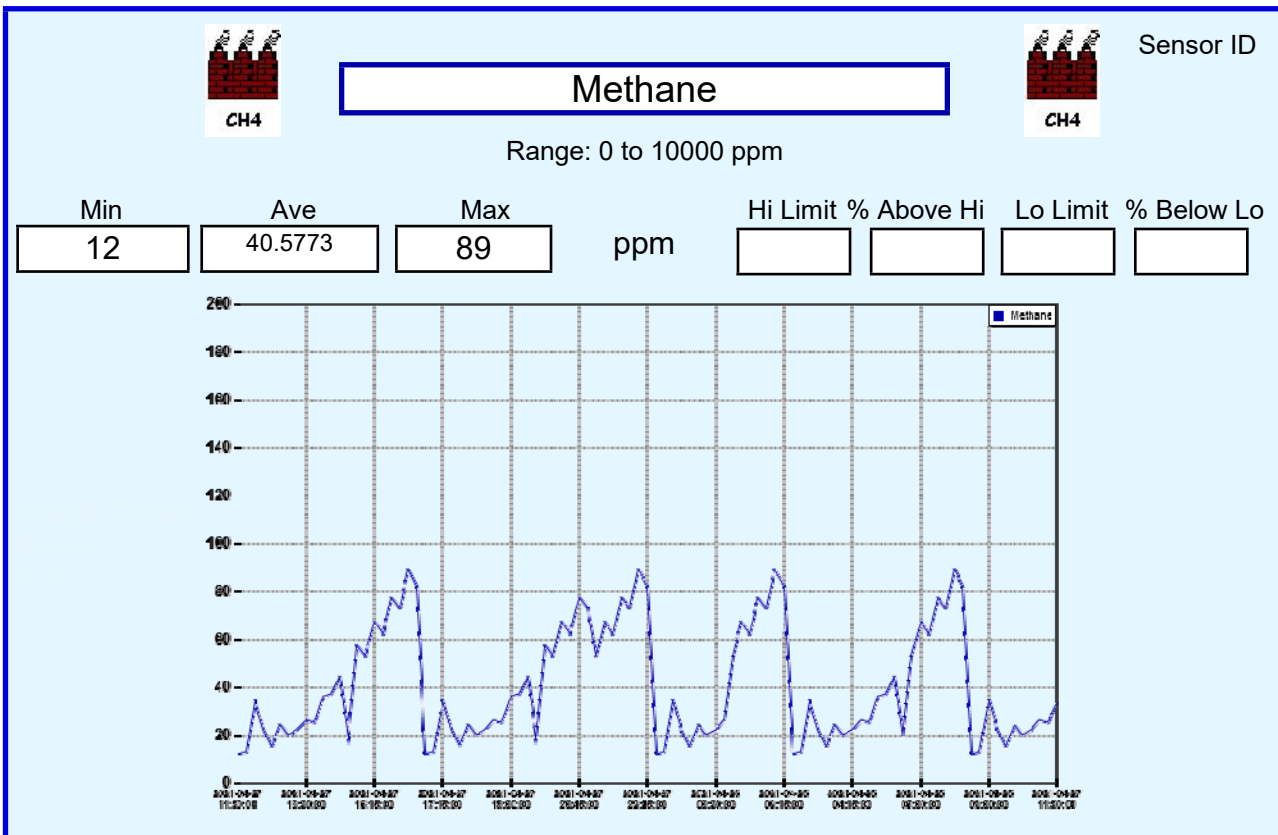 Sensor ID
Methane
CH4
CH4
Range: 0 to 10000 ppm
Min Ave Max Hi Limit % Above Hi Lo Limit % Below Lo
12 40.5773 89 ppm
200
Methane
180
160
140
120
100
80
60
40
20
0